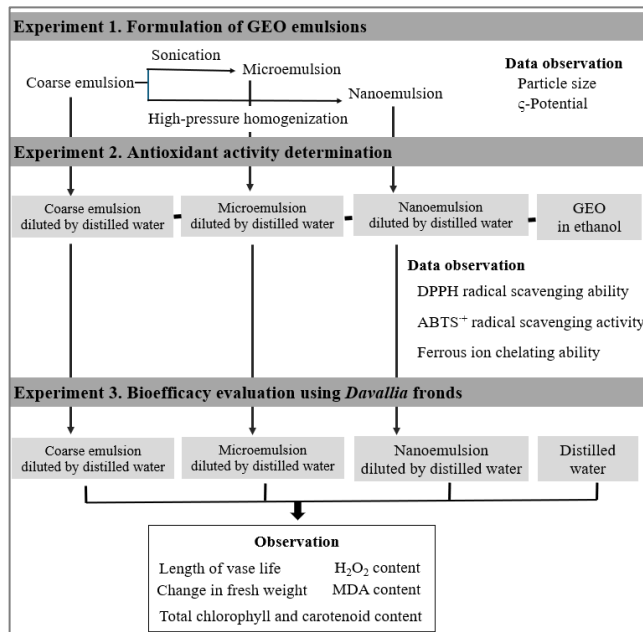 Experiment 1. Formulation of GEO emulsions
Sonication
Coarse emulsion
Microemulsion
Nanoemulsion
High-pressure homogenization
Data observation
Particle size
ς-Potential
Experiment 2. Antioxidant activity determination
Coarse emulsion
diluted by distilled water
Microemulsion
diluted by distilled water
Nanoemulsion
diluted by distilled water
GEO
in ethanol
Data observation
DPPH radical scavenging ability
ABTS⁺ radical scavenging activity
Ferrous ion chelating ability
Experiment 3. Bioefficacy evaluation using Davallia fronds
Coarse emulsion
diluted by distilled water
Microemulsion
diluted by distilled water
Nanoemulsion
diluted by distilled water
Distilled
water
Observation
Length of vase life
H₂O₂ content
Change in fresh weight
MDA content
Total chlorophyll and carotenoid content